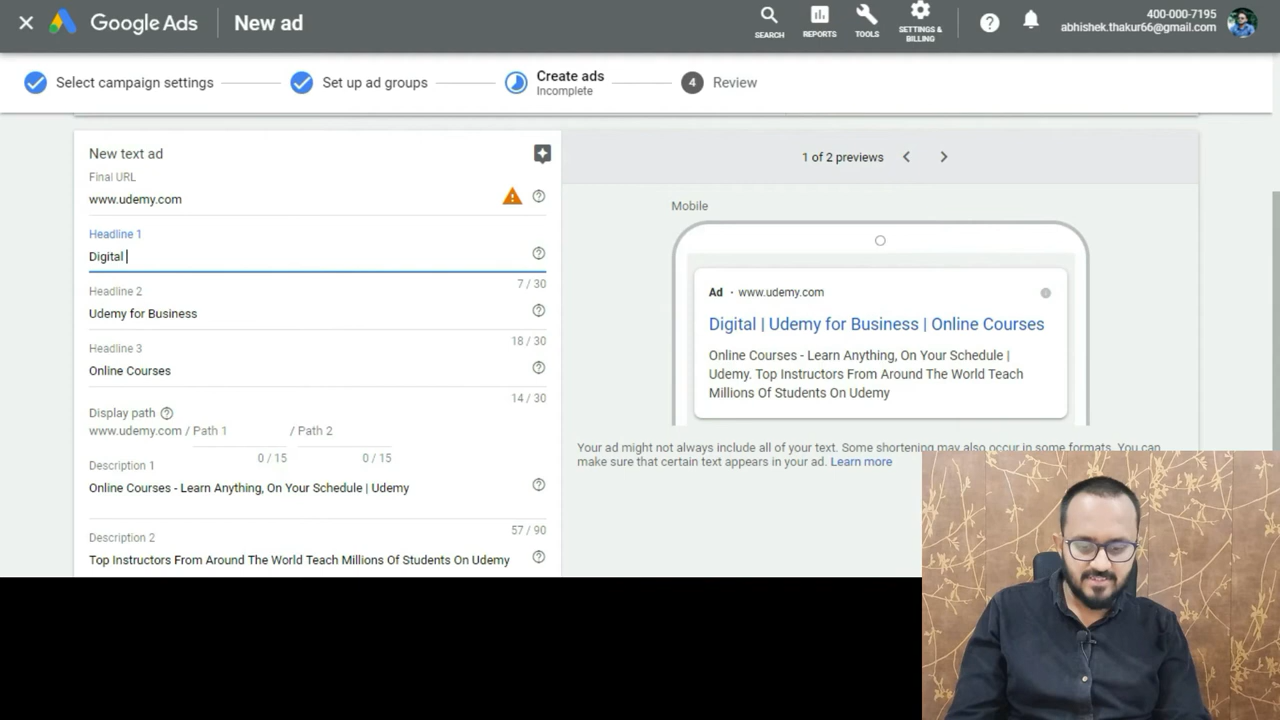 Google Ads
New ad
SEARCH
REPORTS
TOOLS
SETTINGS &
BILLING
400-000-7195
abhishek.thakur66@gmail.com
Select campaign settings
Set up ad groups
Create ads
Incomplete
4
Review
New text ad
Final URL
www.udemy.com
Headline 1
Digital
7 / 30
Headline 2
Udemy for Business
18 / 30
Headline 3
Online Courses
14 / 30
Display path
www.udemy.com / Path 1 / Path 2
0 / 15
0 / 15
Description 1
Online Courses - Learn Anything, On Your Schedule | Udemy
57 / 90
Description 2
Top Instructors From Around The World Teach Millions Of Students On Udemy
1 of 2 previews
Mobile
Ad · www.udemy.com
Digital | Udemy for Business | Online Courses
Online Courses - Learn Anything, On Your Schedule |
Udemy. Top Instructors From Around The World Teach
Millions Of Students On Udemy
Your ad might not always include all of your text. Some shortening may also occur in some formats. You can
make sure that certain text appears in your ad. Learn more